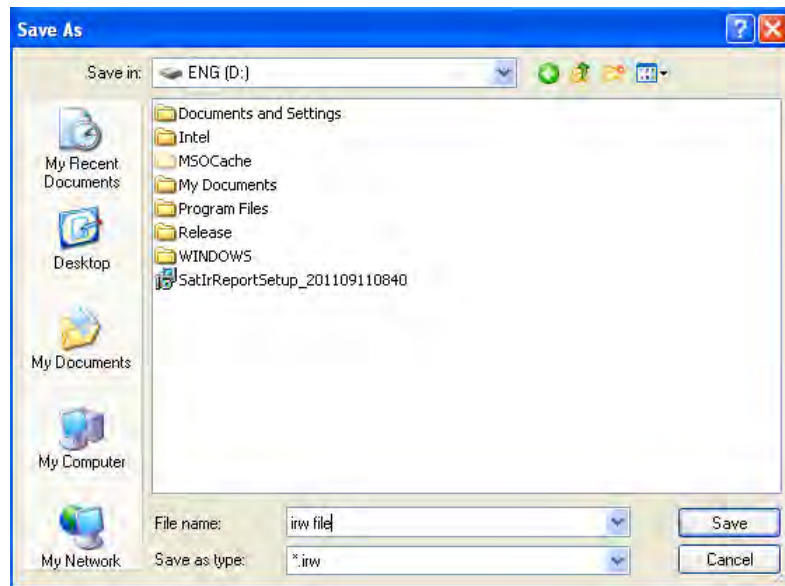 Save As
Save in:
ENG (D:)
My Recent
Documents
Desktop
My Documents
My Computer
My Network
Documents and Settings
Intel
MSOCache
My Documents
Program Files
Release
WINDOWS
SatIrReportSetup_201109110840
File name:
irw file
Save
Save as type:
*.irw
Cancel